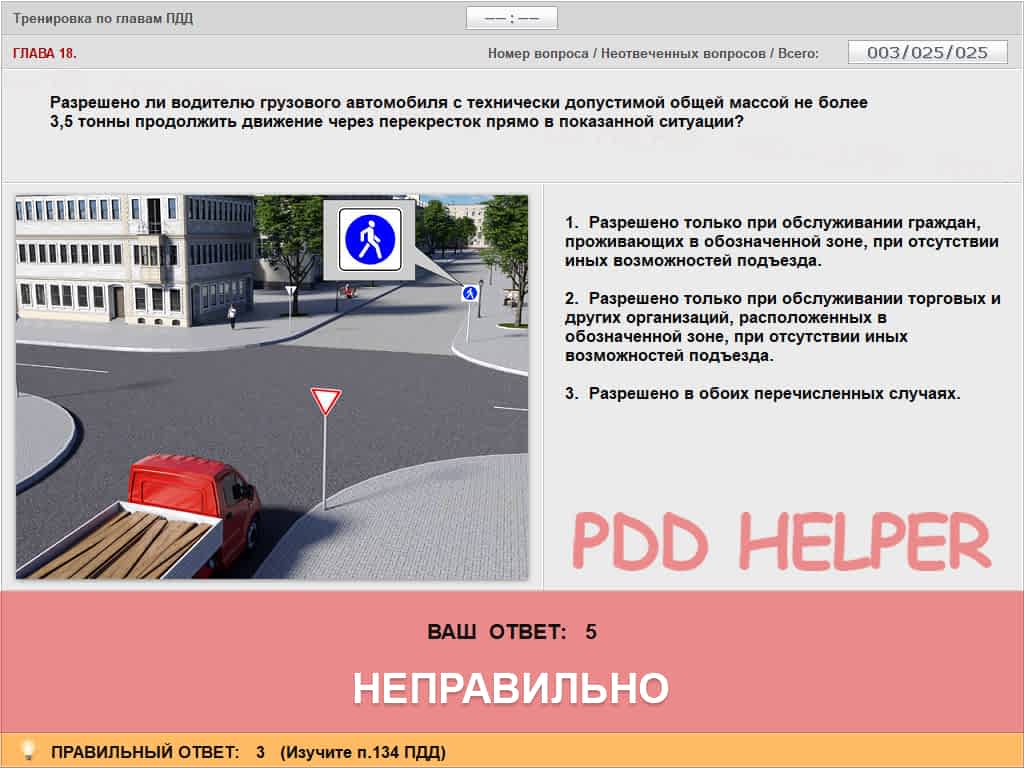 Тренировка по главам ПДД
—— : ——
ГЛАВА 18.
Номер вопроса / Неотвеченных вопросов / Всего:
003/025/025
Разрешено ли водителю грузового автомобиля с технически допустимой общей массой не более
3,5 тонны продолжить движение через перекресток прямо в показанной ситуации?
1. Разрешено только при обслуживании граждан,
проживающих в обозначенной зоне, при отсутствии
иных возможностей подъезда.
2. Разрешено только при обслуживании торговых и
других организаций, расположенных в
обозначенной зоне, при отсутствии иных
возможностей подъезда.
3. Разрешено в обоих перечисленных случаях.
PDD HELPER
ВАШ ОТВЕТ: 5
НЕПРАВИЛЬНО
ПРАВИЛЬНЫЙ ОТВЕТ: 3 (Изучите п.134 ПДД)